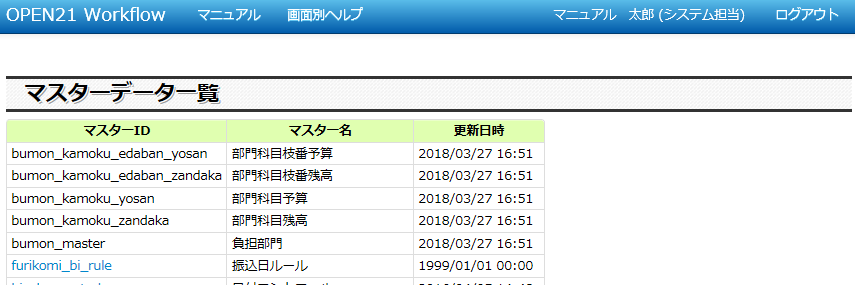 OPEN21 Workflow マニュアル 画面別ヘルプ マニュアル 太郎 (システム担当) ログアウト
マスターデータ一覧
マスターID マスター名 更新日時
bumon_kamoku_edaban_yosan 部門科目枝番予算 2018/03/27 16:51
bumon_kamoku_edaban_zandaka 部門科目枝番残高 2018/03/27 16:51
bumon_kamoku_yosan 部門科目予算 2018/03/27 16:51
bumon_kamoku_zandaka 部門科目残高 2018/03/27 16:51
bumon_master 負担部門 2018/03/27 16:51
furikomi_bi_rule 振込日ルール 1999/01/01 00:00